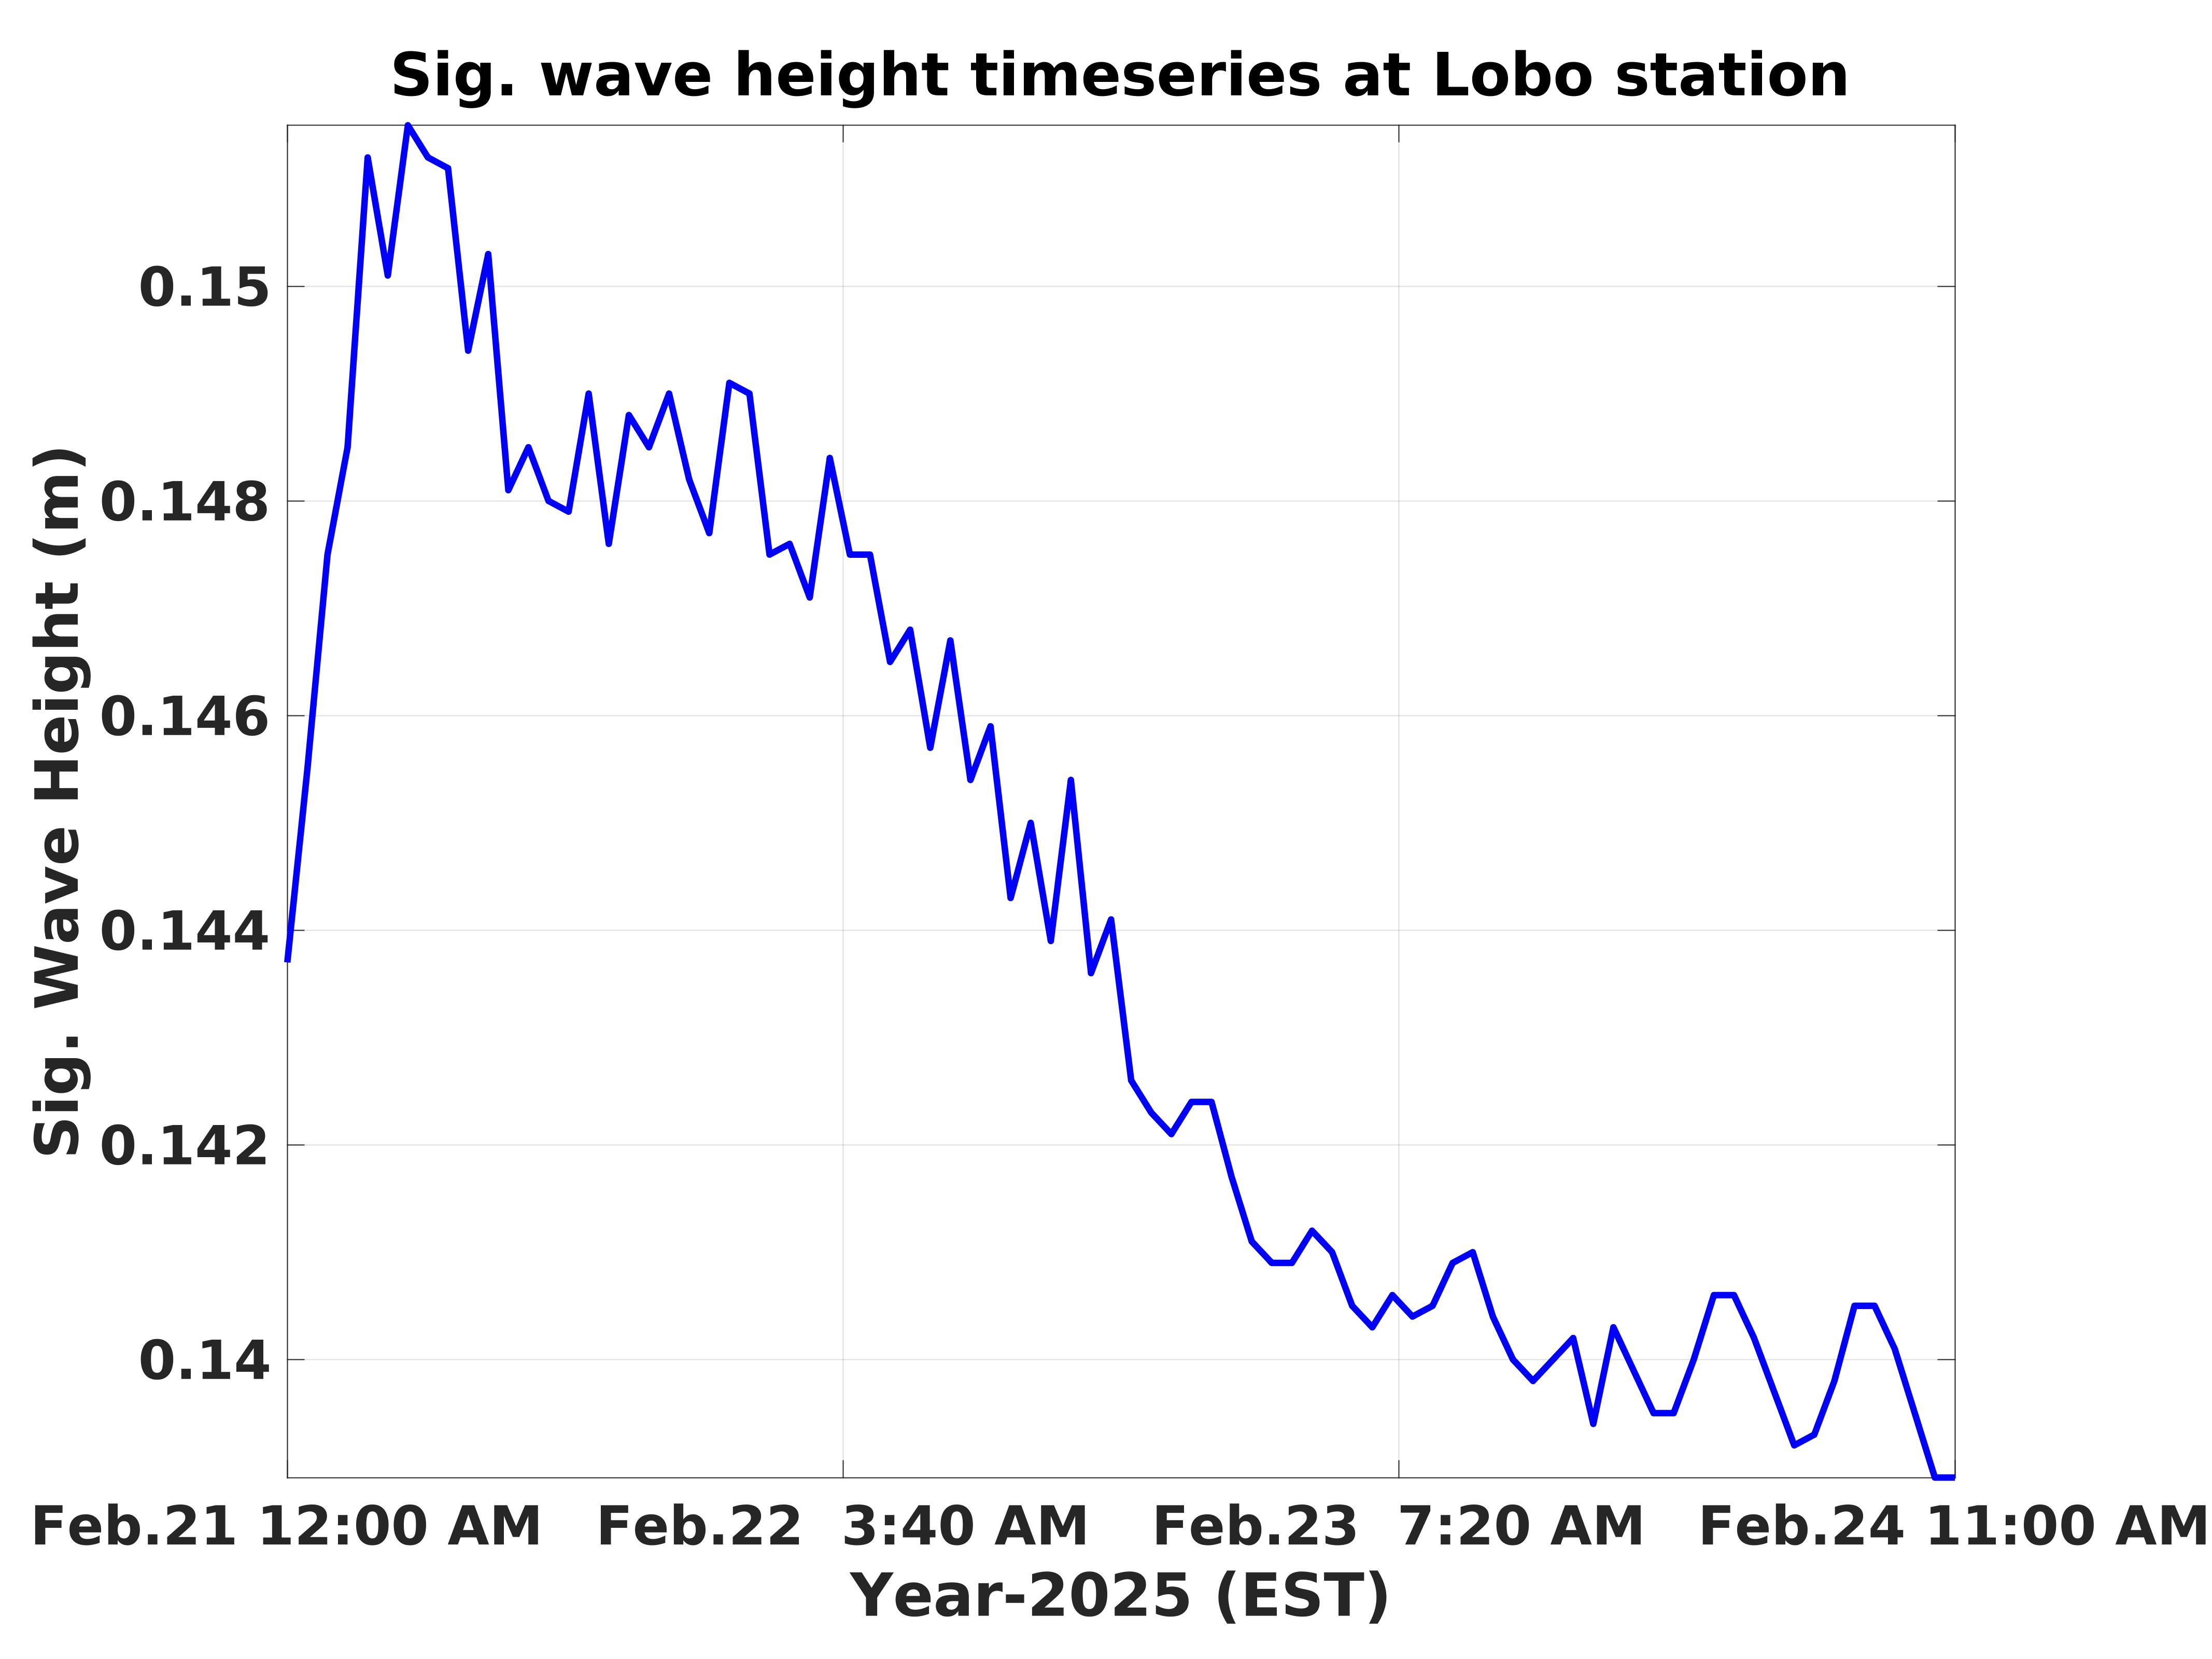 Sig. wave height timeseries at Lobo station
Sig. Wave Height (m)
0.15
0.148
0.146
0.144
0.142
0.14
Feb.21 12:00 AM Feb.22 3:40 AM Feb.23 7:20 AM Feb.24 11:00 AM
Year-2025 (EST)